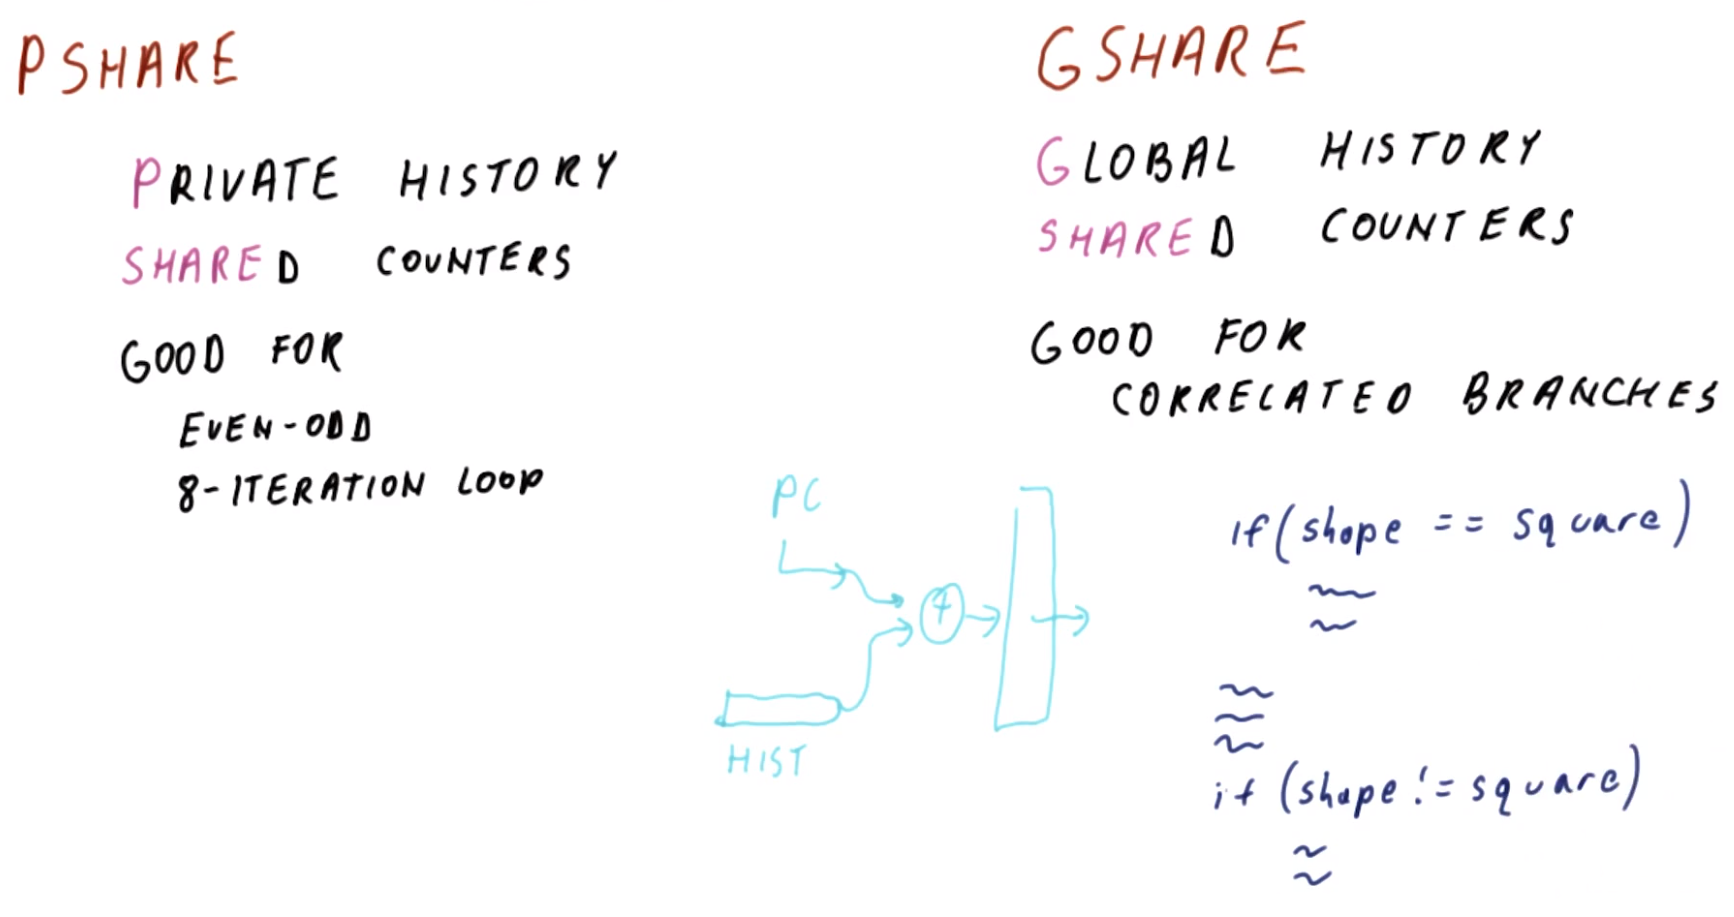 PSHARE
PRIVATE HISTORY
SHARED COUNTERS
GOOD FOR
EVEN-ODD
8-ITERATION LOOP
GSHARE
GLOBAL HISTORY
SHARED COUNTERS
GOOD FOR
CORRELATED BRANCHES
PC
+
HIST
if(shape == square)
if (shape != square)